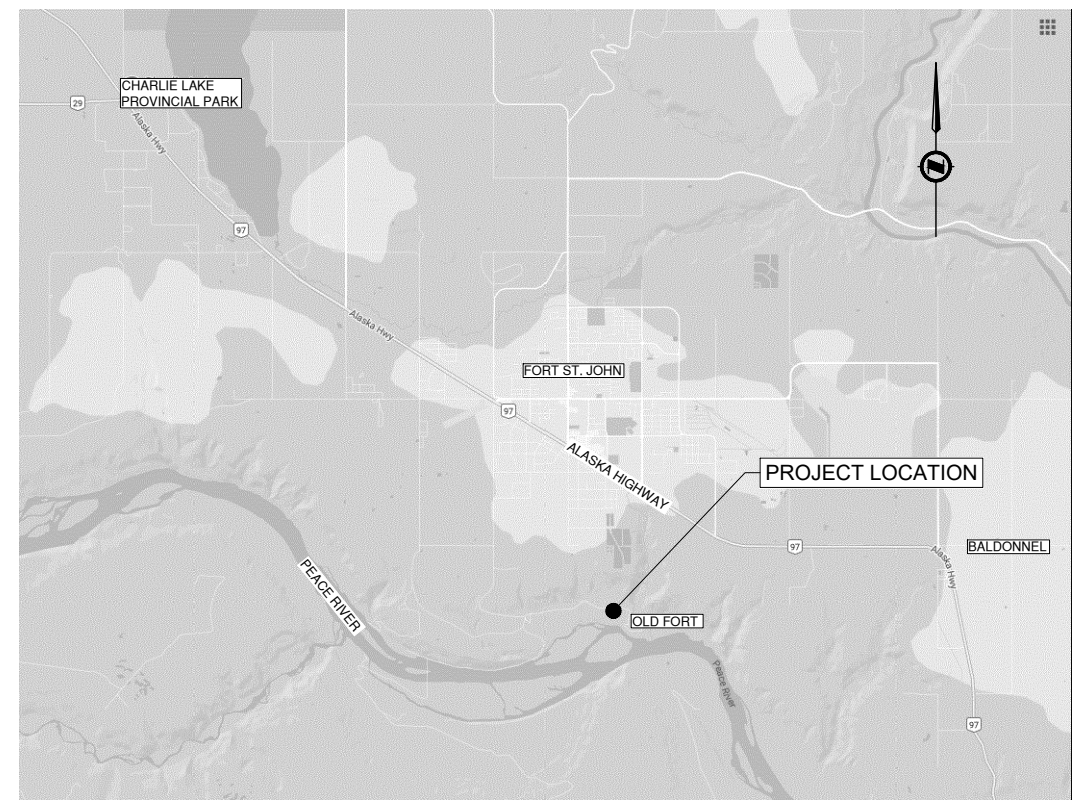 CHARLIE LAKE
PROVINCIAL PARK
29
Alaska Hwy
97
Alaska Hwy
FORT ST. JOHN
97
ALASKA HIGHWAY
PROJECT LOCATION
97
Alaska Hwy
BALDONNEL
PEACE RIVER
OLD FORT
Peace River
97